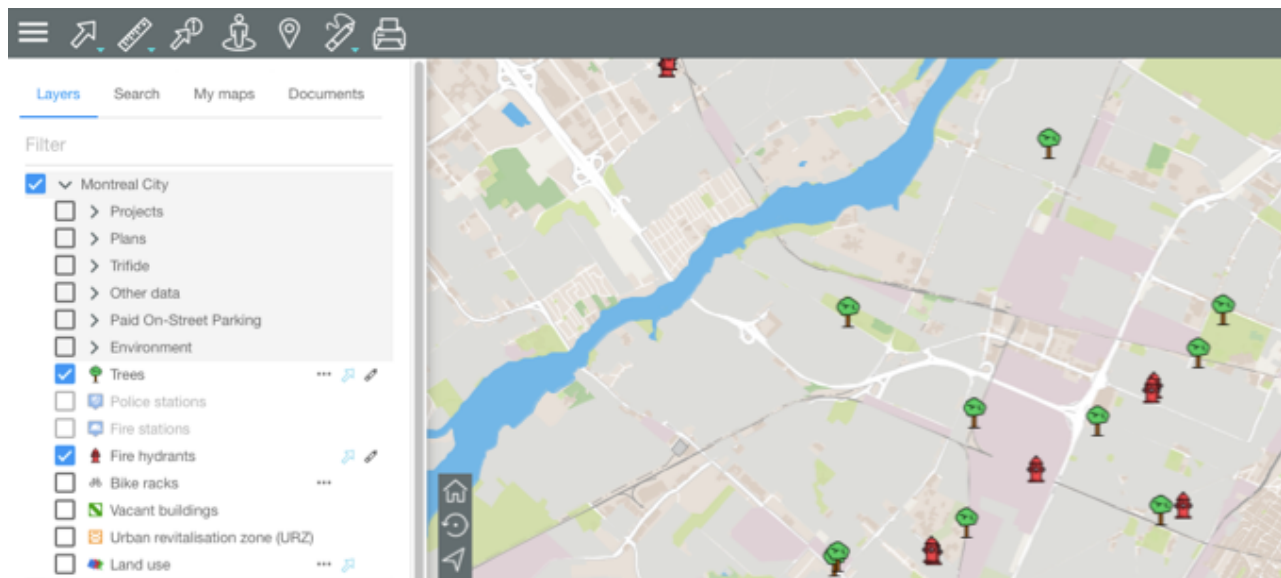 Layers Search My maps Documents
Filter
Montreal City
Projects
Plans
Trifide
Other data
Paid On-Street Parking
Environment
Trees
Police stations
Fire stations
Fire hydrants
Bike racks
Vacant buildings
Urban revitalisation zone (URZ)
Land use